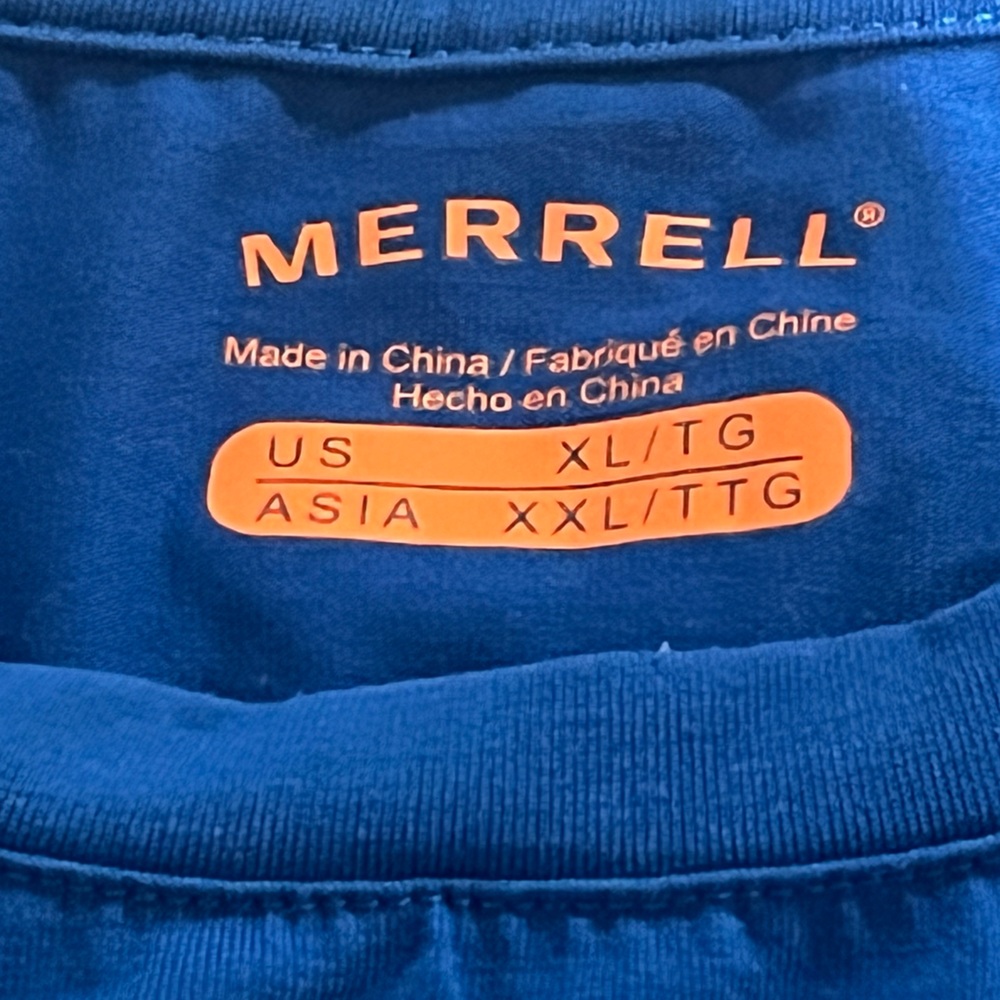 MERRELL®
Made in China / Fabriqué en Chine
Hecho en China
US XL/TG
ASIA XXL/TTG